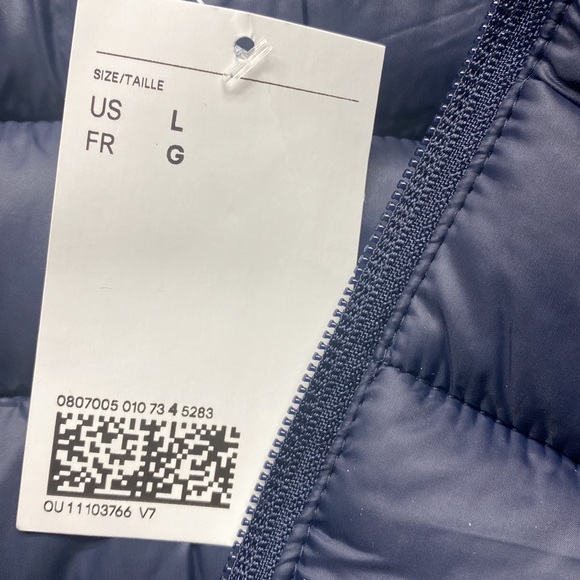 SIZE/TAILLE
US L
FR G
0807005 010 73 4 5283
OU 11103766 V7